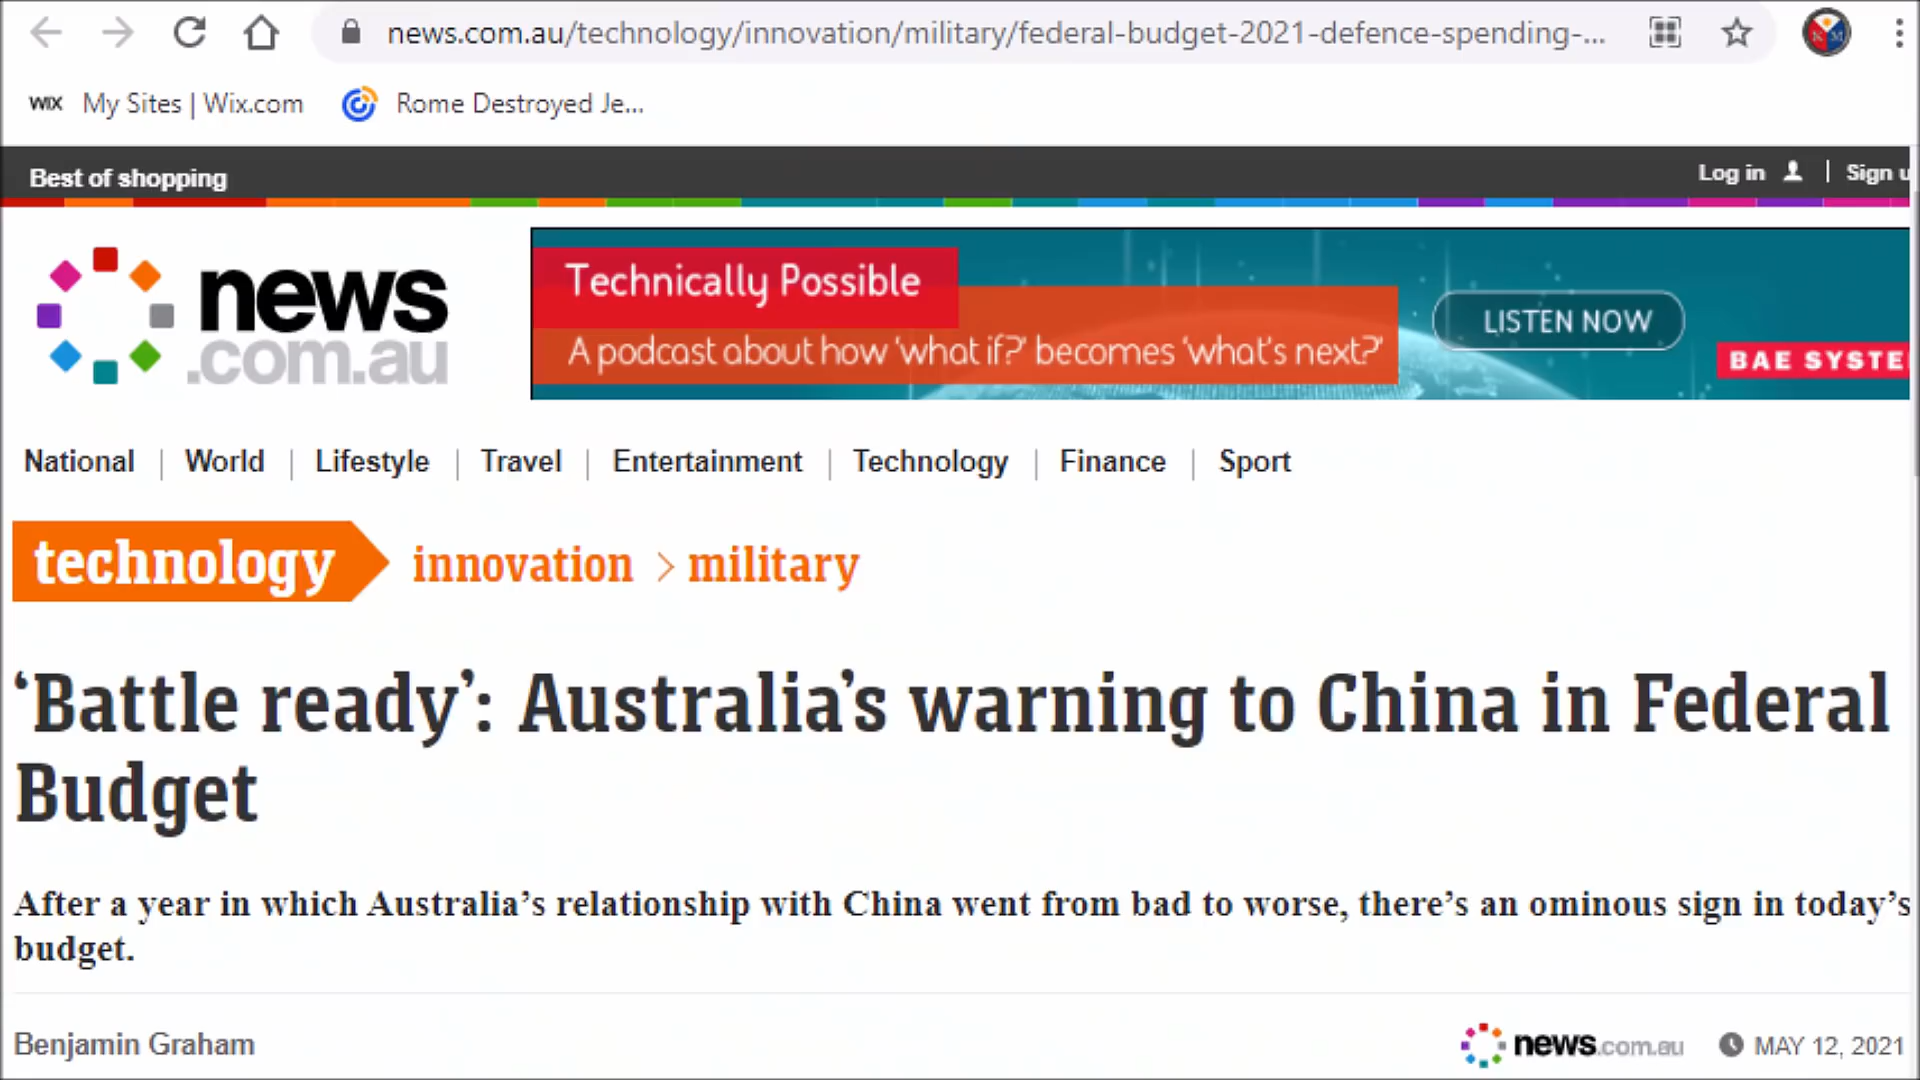 news.com.au/technology/innovation/military/federal-budget-2021-defence-spending-...
WIX My Sites | Wix.com Rome Destroyed Je...
Best of shopping Log in | Sign u
news
.com.au
Technically Possible
A podcast about how 'what if?' becomes 'what's next?'
LISTEN NOW
BAE SYSTE
National | World | Lifestyle | Travel | Entertainment | Technology | Finance | Sport
technology innovation > military
‘Battle ready’: Australia’s warning to China in Federal
Budget
After a year in which Australia’s relationship with China went from bad to worse, there’s an ominous sign in today’s
budget.
Benjamin Graham news.com.au MAY 12, 2021